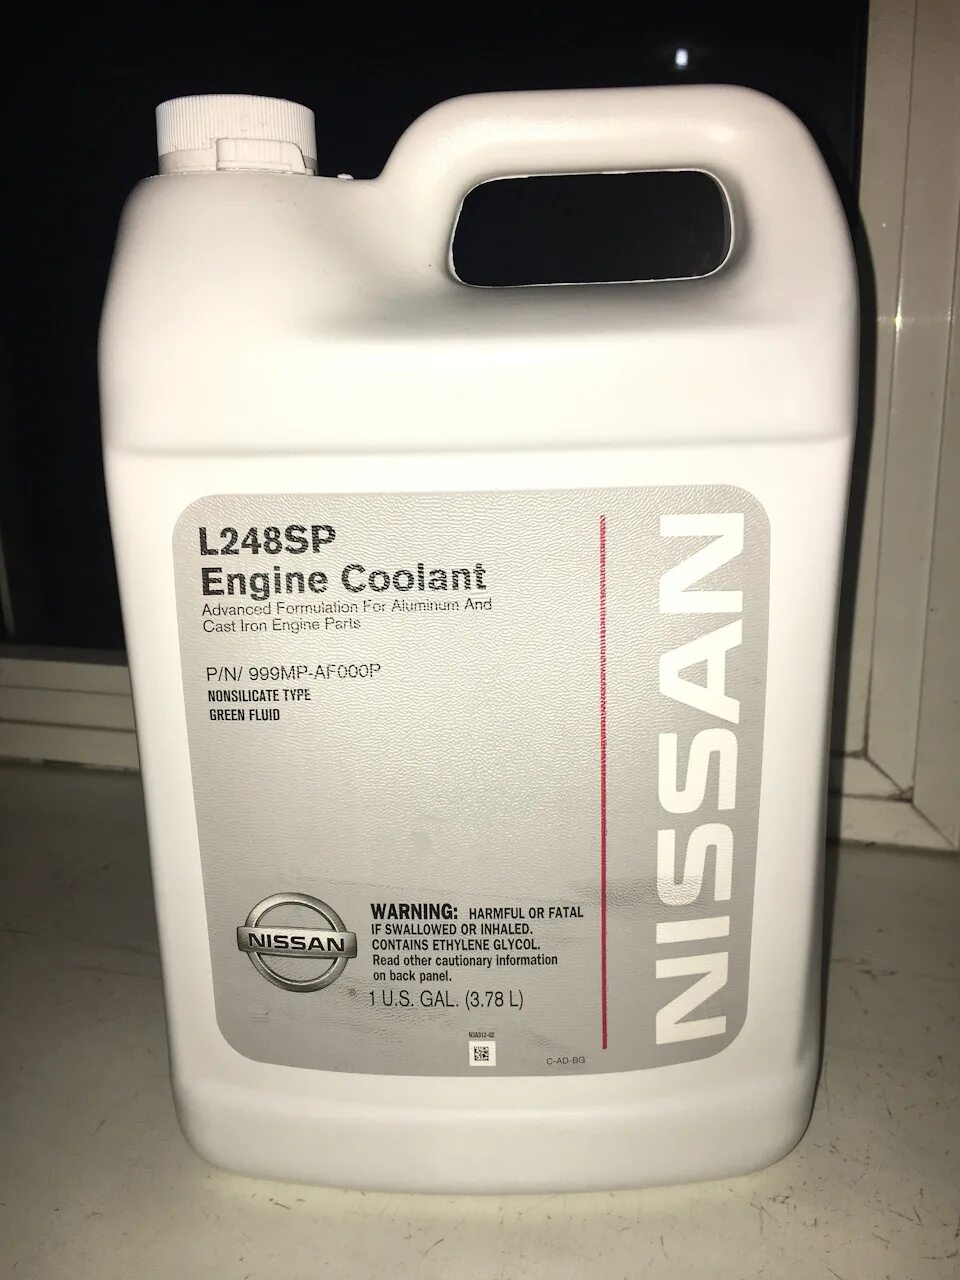 L248SP
Engine Coolant
Advanced Formulation For Aluminum And
Cast Iron Engine Parts
P/N/ 999MP-AF000P
NONSILICATE TYPE
GREEN FLUID
NISSAN
NISSAN
®
WARNING: HARMFUL OR FATAL
IF SWALLOWED OR INHALED.
CONTAINS ETHYLENE GLYCOL.
Read other cautionary information
on back panel.
1 U.S. GAL. (3.78 L)
N3A312-02
C-AD-BG